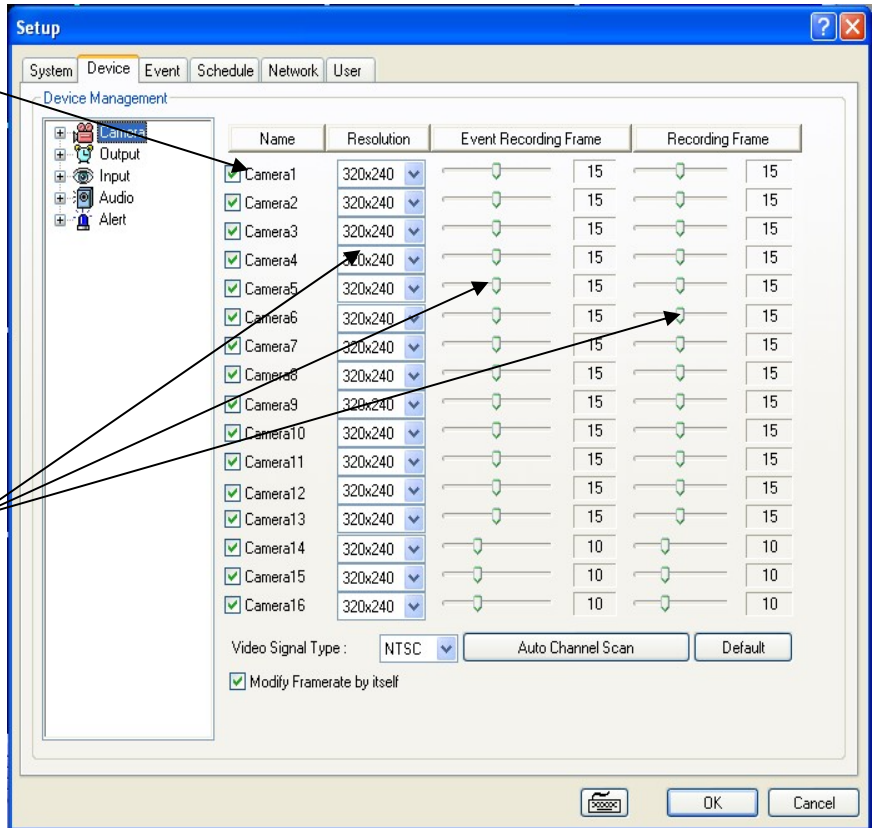 Setup
System Device Event Schedule Network User
Device Management
Camera
Output
Input
Audio
Alert
Name Resolution Event Recording Frame Recording Frame
Camera1 320x240 15 15
Camera2 320x240 15 15
Camera3 320x240 15 15
Camera4 320x240 15 15
Camera5 320x240 15 15
Camera6 320x240 15 15
Camera7 320x240 15 15
Camera8 320x240 15 15
Camera9 320x240 15 15
Camera10 320x240 15 15
Camera11 320x240 15 15
Camera12 320x240 15 15
Camera13 320x240 15 15
Camera14 320x240 10 10
Camera15 320x240 10 10
Camera16 320x240 10 10
Video Signal Type : NTSC Auto Channel Scan Default
Modify Framerate by itself
OK Cancel